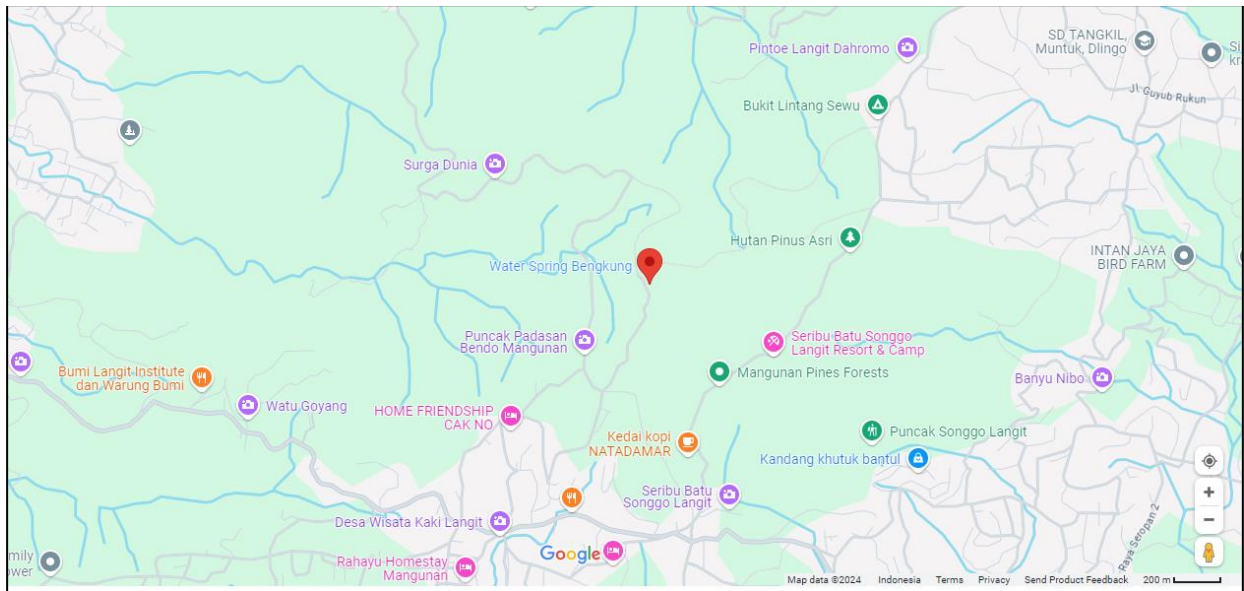 Pintoe Langit Dahromo
SD TANGKIL,
Muntuk, Dlingo
Jl. Guyub Rukun
Bukit Lintang Sewu
Surga Dunia
Hutan Pinus Asri
INTAN JAYA
BIRD FARM
Water Spring Bengkung
Puncak Padasan
Bendo Mangunan
Seribu Batu Songgo
Langit Resort & Camp
Mangunan Pines Forests
Bumi Langit Institute
dan Warung Bumi
Banyu Nibo
Watu Goyang
HOME FRIENDSHIP
CAK NO
Kedai kopi
NATADAMAR
Puncak Songgo Langit
Kandang khutuk bantul
Seribu Batu
Songgo Langit
Desa Wisata Kaki Langit
Raya Seropan 2
Google
Rahayu Homestay
Mangunan
Map data ©2024 Indonesia Terms Privacy Send Product Feedback 200 m